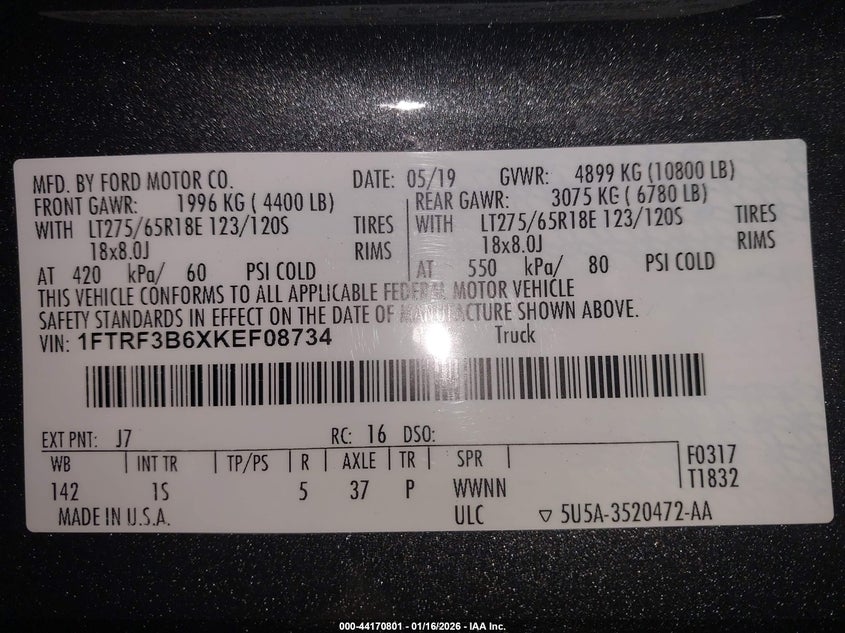 MFD. BY FORD MOTOR CO. DATE: 05/19 GVWR: 4899 KG (10800 LB)
FRONT GAWR: 1996 KG ( 4400 LB) REAR GAWR: 3075 KG ( 6780 LB)
WITH LT275/65R18E 123/120S TIRES WITH LT275/65R18E 123/120S TIRES
18x8.0J RIMS 18x8.0J RIMS
AT 420 kPa/ 60 PSI COLD AT 550 kPa/ 80 PSI COLD
THIS VEHICLE CONFORMS TO ALL APPLICABLE FEDERAL MOTOR VEHICLE
SAFETY STANDARDS IN EFFECT ON THE DATE OF MANUFACTURE SHOWN ABOVE.
VIN: 1FTRF3B6XKEF08734 Truck
EXT PNT: J7 RC: 16 DSO:
WB INT TR TP/PS R AXLE TR SPR F0317
T1832
142 1S 5 37 P WWNN
MADE IN U.S.A. ULC ▽ 5U5A-3520472-AA
000-44170801 - 01/16/2026 - IAA Inc.